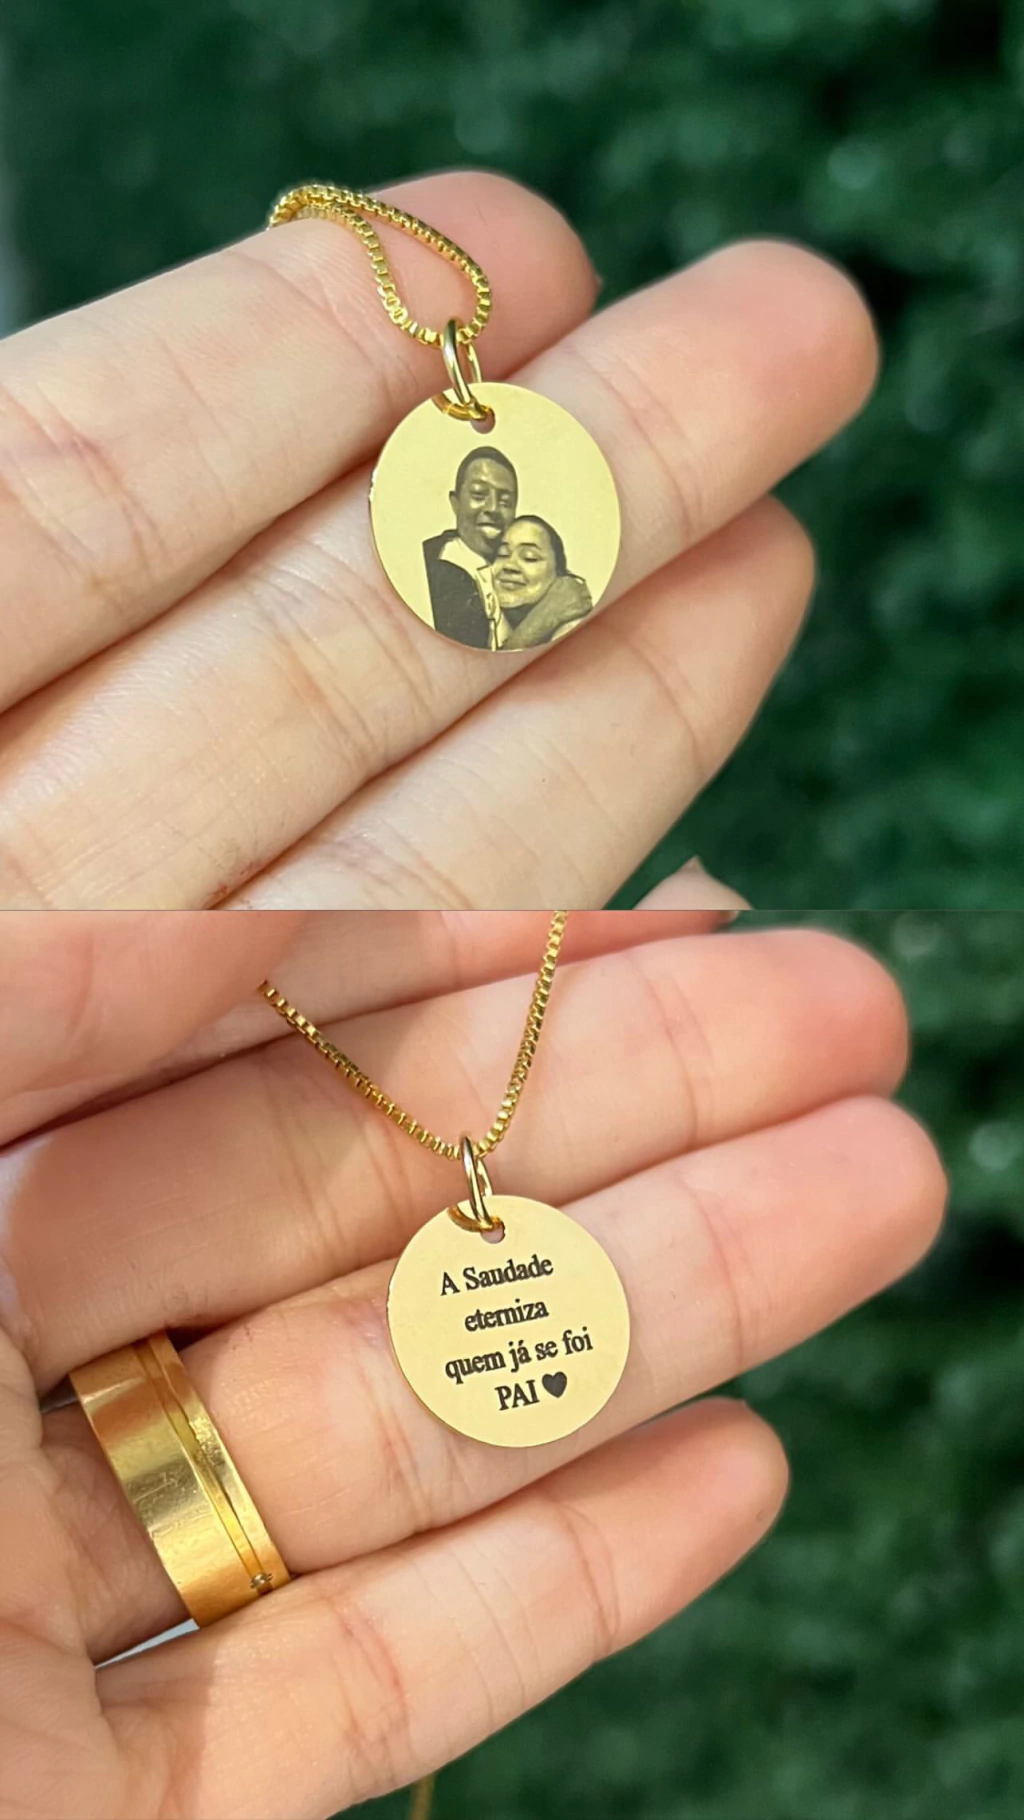 A Saudade
eterniza
quem já se foi
PAI ♥